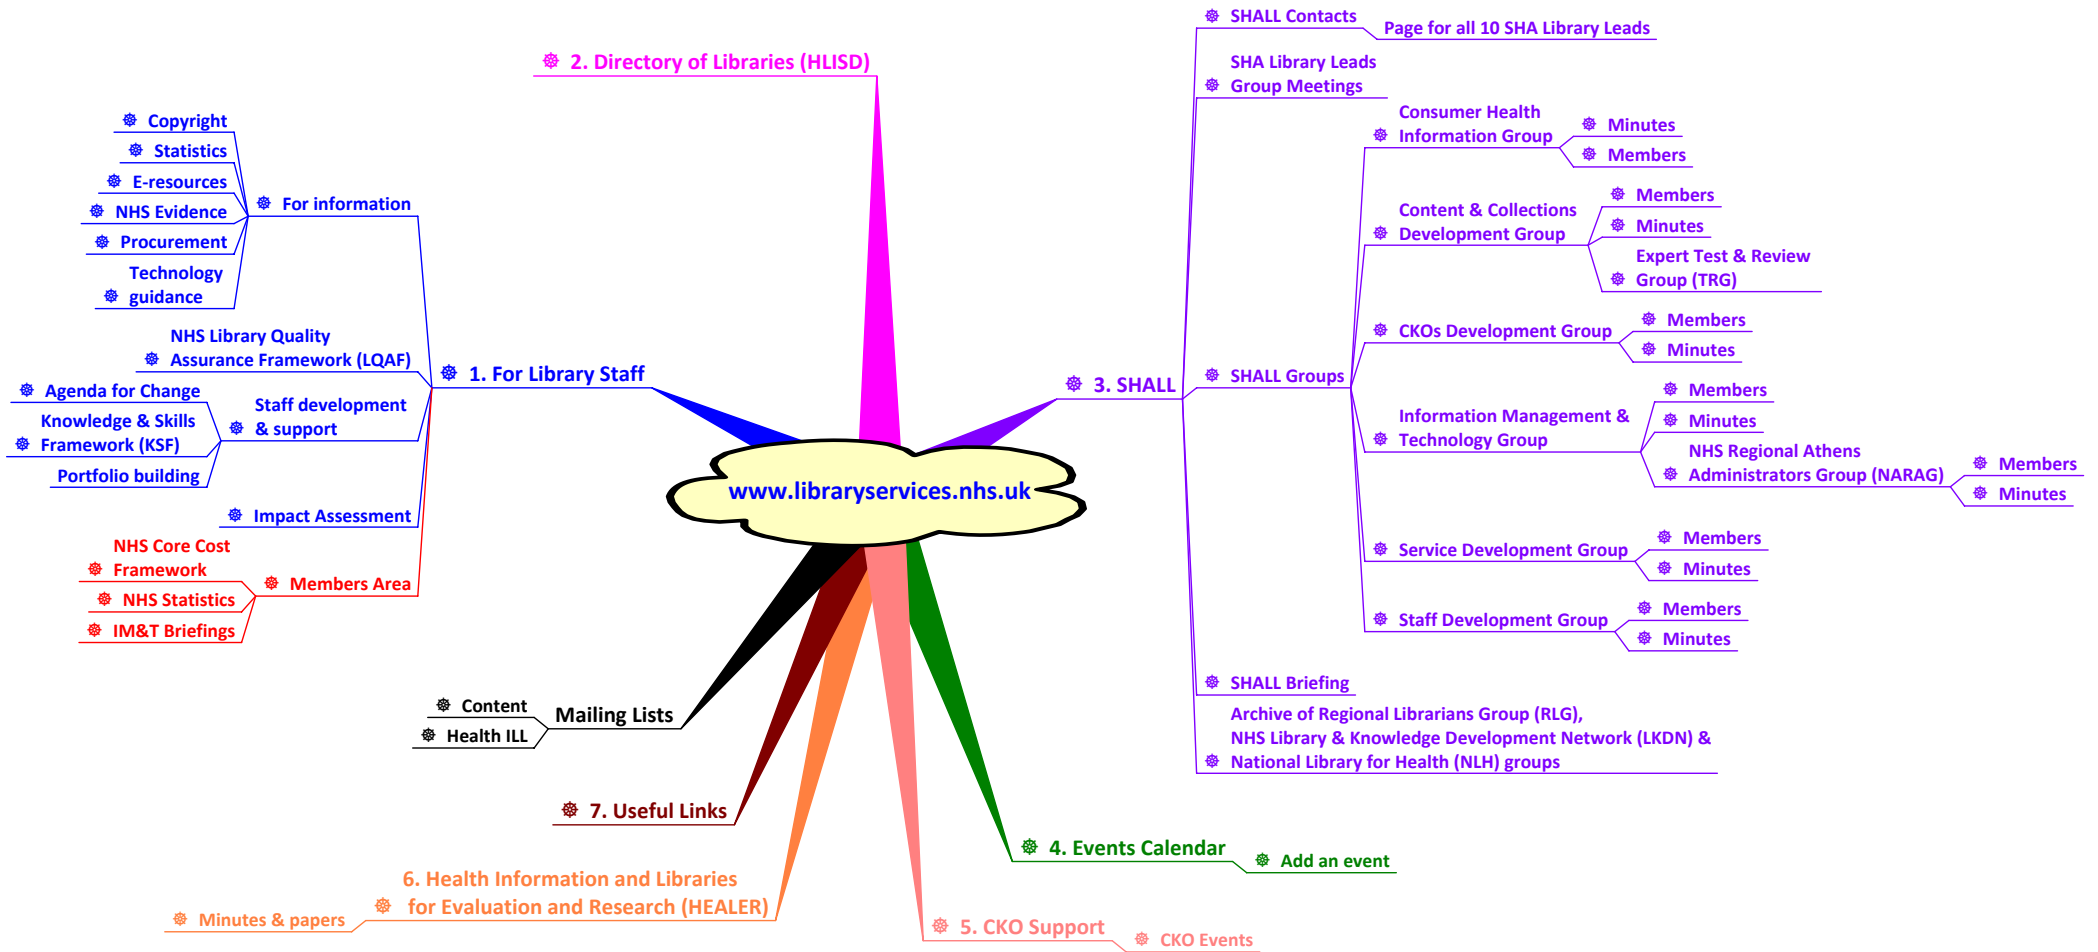 www.libraryservices.nhs.uk
1. For Library Staff
For information
Copyright
Statistics
E-resources
NHS Evidence
Procurement
Technology
guidance
NHS Library Quality
Assurance Framework (LQAF)
Staff development
& support
Agenda for Change
Knowledge & Skills
Framework (KSF)
Portfolio building
Impact Assessment
Members Area
NHS Core Cost
Framework
NHS Statistics
IM&T Briefings
2. Directory of Libraries (HLISD)
3. SHALL
SHALL Contacts
Page for all 10 SHA Library Leads
SHA Library Leads
Group Meetings
SHALL Groups
Consumer Health
Information Group
Minutes
Members
Content & Collections
Development Group
Members
Minutes
Expert Test & Review
Group (TRG)
CKOs Development Group
Members
Minutes
Information Management &
Technology Group
Members
Minutes
NHS Regional Athens
Administrators Group (NARAG)
Members
Minutes
Service Development Group
Members
Minutes
Staff Development Group
Members
Minutes
SHALL Briefing
Archive of Regional Librarians Group (RLG),
NHS Library & Knowledge Development Network (LKDN) &
National Library for Health (NLH) groups
4. Events Calendar
Add an event
5. CKO Support
CKO Events
6. Health Information and Libraries
for Evaluation and Research (HEALER)
Minutes & papers
7. Useful Links
Mailing Lists
Content
Health ILL